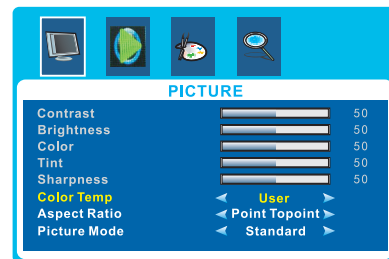 PICTURE
Contrast 50
Brightness 50
Color 50
Tint 50
Sharpness 50
Color Temp User
Aspect Ratio Point Topoint
Picture Mode Standard